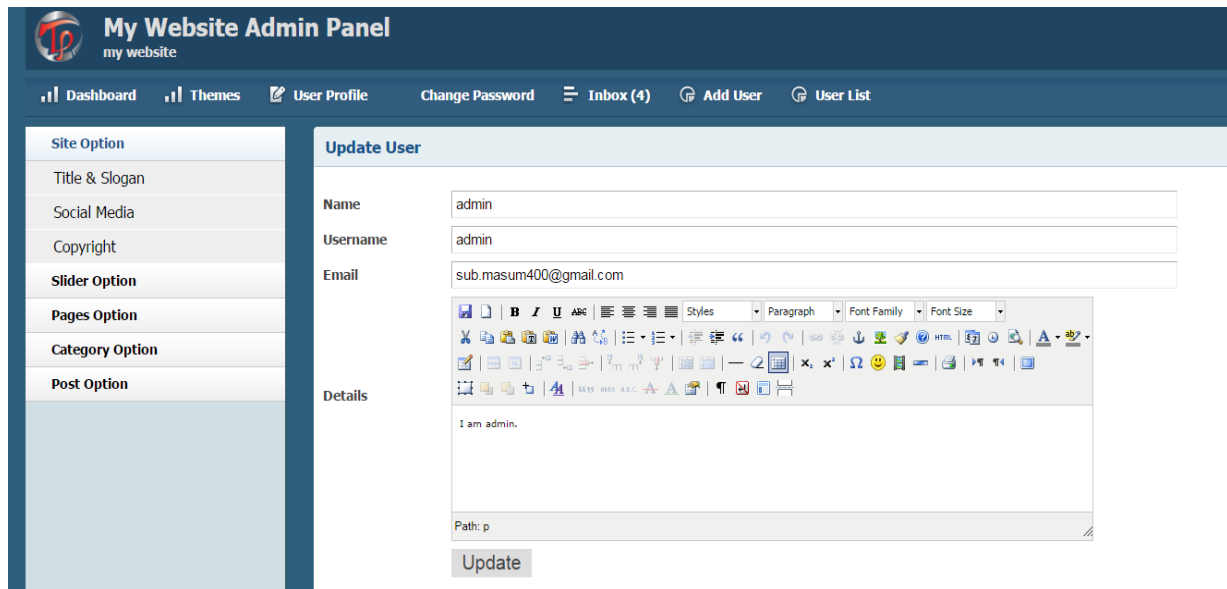 My Website Admin Panel
my website
Dashboard Themes User Profile Change Password Inbox (4) Add User User List
Site Option
Title & Slogan
Social Media
Copyright
Slider Option
Pages Option
Category Option
Post Option
Update User
Name admin
Username admin
Email sub.masum400@gmail.com
Details
B I U ABC Styles Paragraph Font Family Font Size
HTML A
I am admin.
Path: p
Update